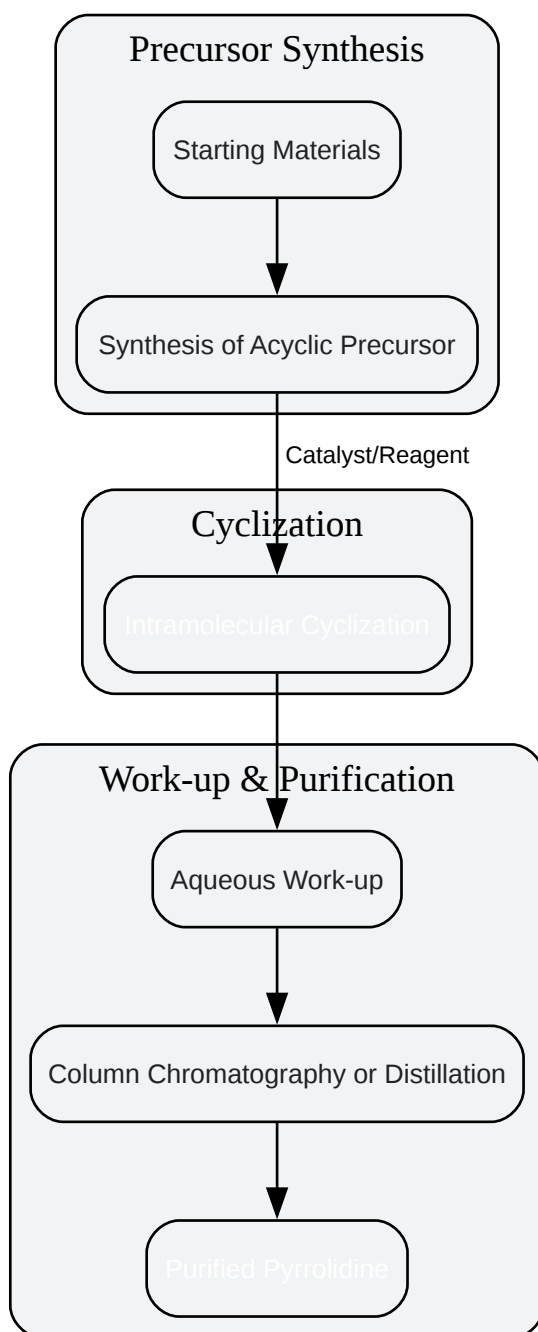 Precursor Synthesis
Starting Materials
Synthesis of Acyclic Precursor
Catalyst/Reagent
Cyclization
Intramolecular Cyclization
Work-up & Purification
Aqueous Work-up
Column Chromatography or Distillation
Purified Pyrrolidine